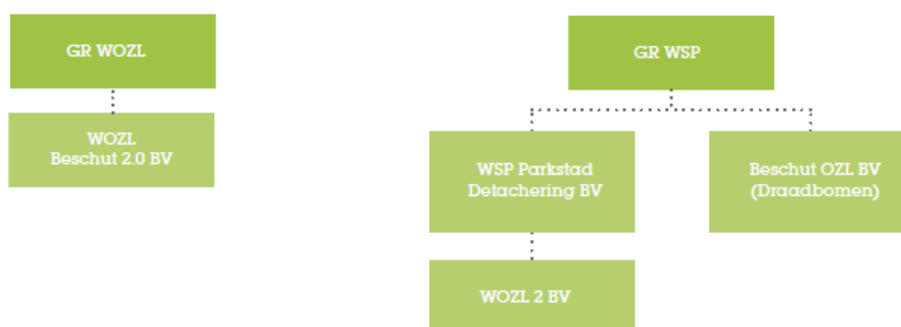 GR WOZL
GR WSP
WOZL
Beschut 2.0 BV
WSP Parkstad
Detachering BV
Beschut OZL BV
(Draadbomen)
WOZL 2 BV